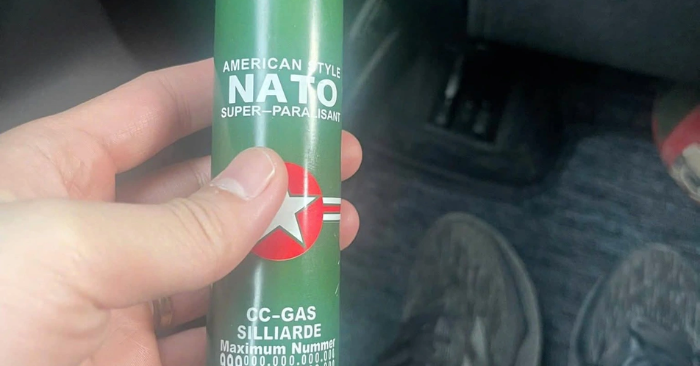 AMERICAN STYLE
NATO
SUPER-PARALISANT
CC-GAS
SILLIARDE
Maximum Nummer